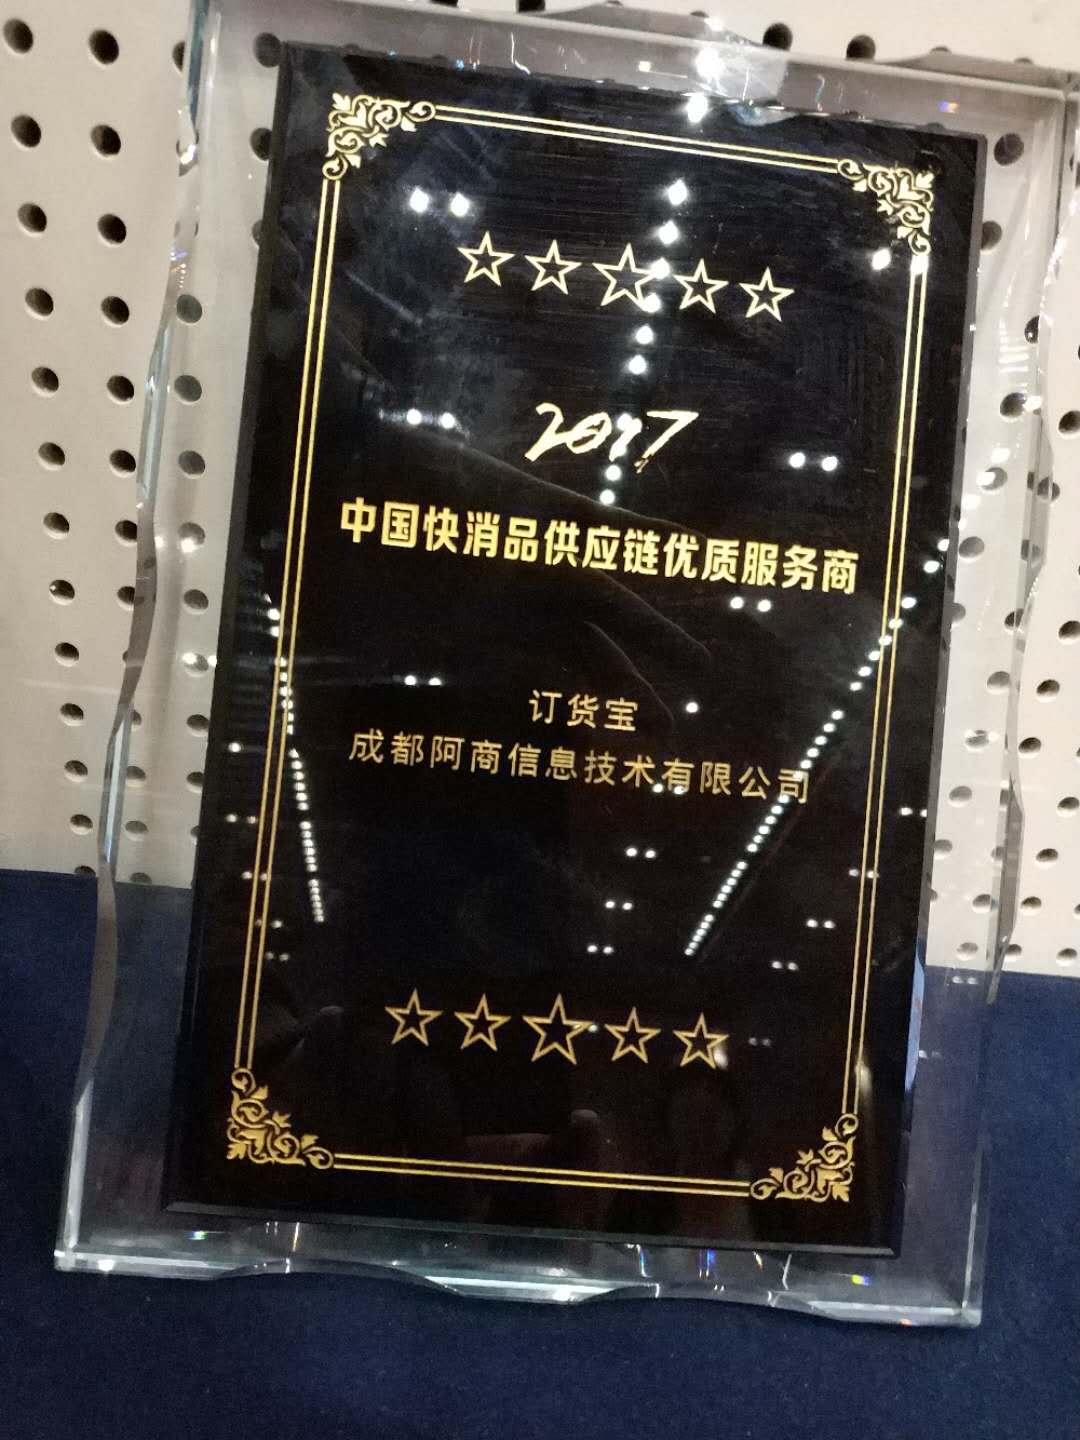 2017
中国快消品供应链优质服务商
订货宝
成都阿商信息技术有限公司